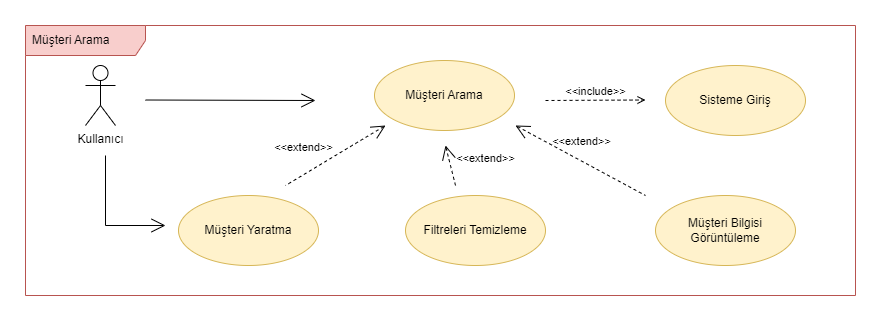 Müşteri Arama
Kullanıcı
Müşteri Arama
<<include>>
Sisteme Giriş
<<extend>>
<<extend>>
<<extend>>
Müşteri Yaratma
Filtreleri Temizleme
Müşteri Bilgisi
Görüntüleme